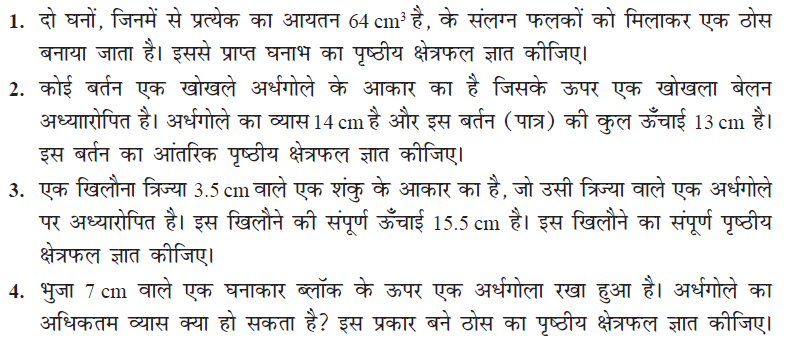 1. दो घनों, जिनमें से प्रत्येक का आयतन 64 cm³ है, के संलग्न फलकों को मिलाकर एक ठोस
बनाया जाता है। इससे प्राप्त घनाभ का पृष्ठीय क्षेत्रफल ज्ञात कीजिए।
2. कोई बर्तन एक खोखले अर्धगोले के आकार का है जिसके ऊपर एक खोखला बेलन
अध्याारोपित है। अर्धगोले का व्यास 14 cm है और इस बर्तन (पात्र) की कुल ऊँचाई 13 cm है।
इस बर्तन का आंतरिक पृष्ठीय क्षेत्रफल ज्ञात कीजिए।
3. एक खिलौना त्रिज्या 3.5 cm वाले एक शंकु के आकार का है, जो उसी त्रिज्या वाले एक अर्धगोले
पर अध्यारोपित है। इस खिलौने की संपूर्ण ऊँचाई 15.5 cm है। इस खिलौने का संपूर्ण पृष्ठीय
क्षेत्रफल ज्ञात कीजिए।
4. भुजा 7 cm वाले एक घनाकार ब्लॉक के ऊपर एक अर्धगोला रखा हुआ है। अर्धगोले का
अधिकतम व्यास क्या हो सकता है? इस प्रकार बने ठोस का पृष्ठीय क्षेत्रफल ज्ञात कीजिए।